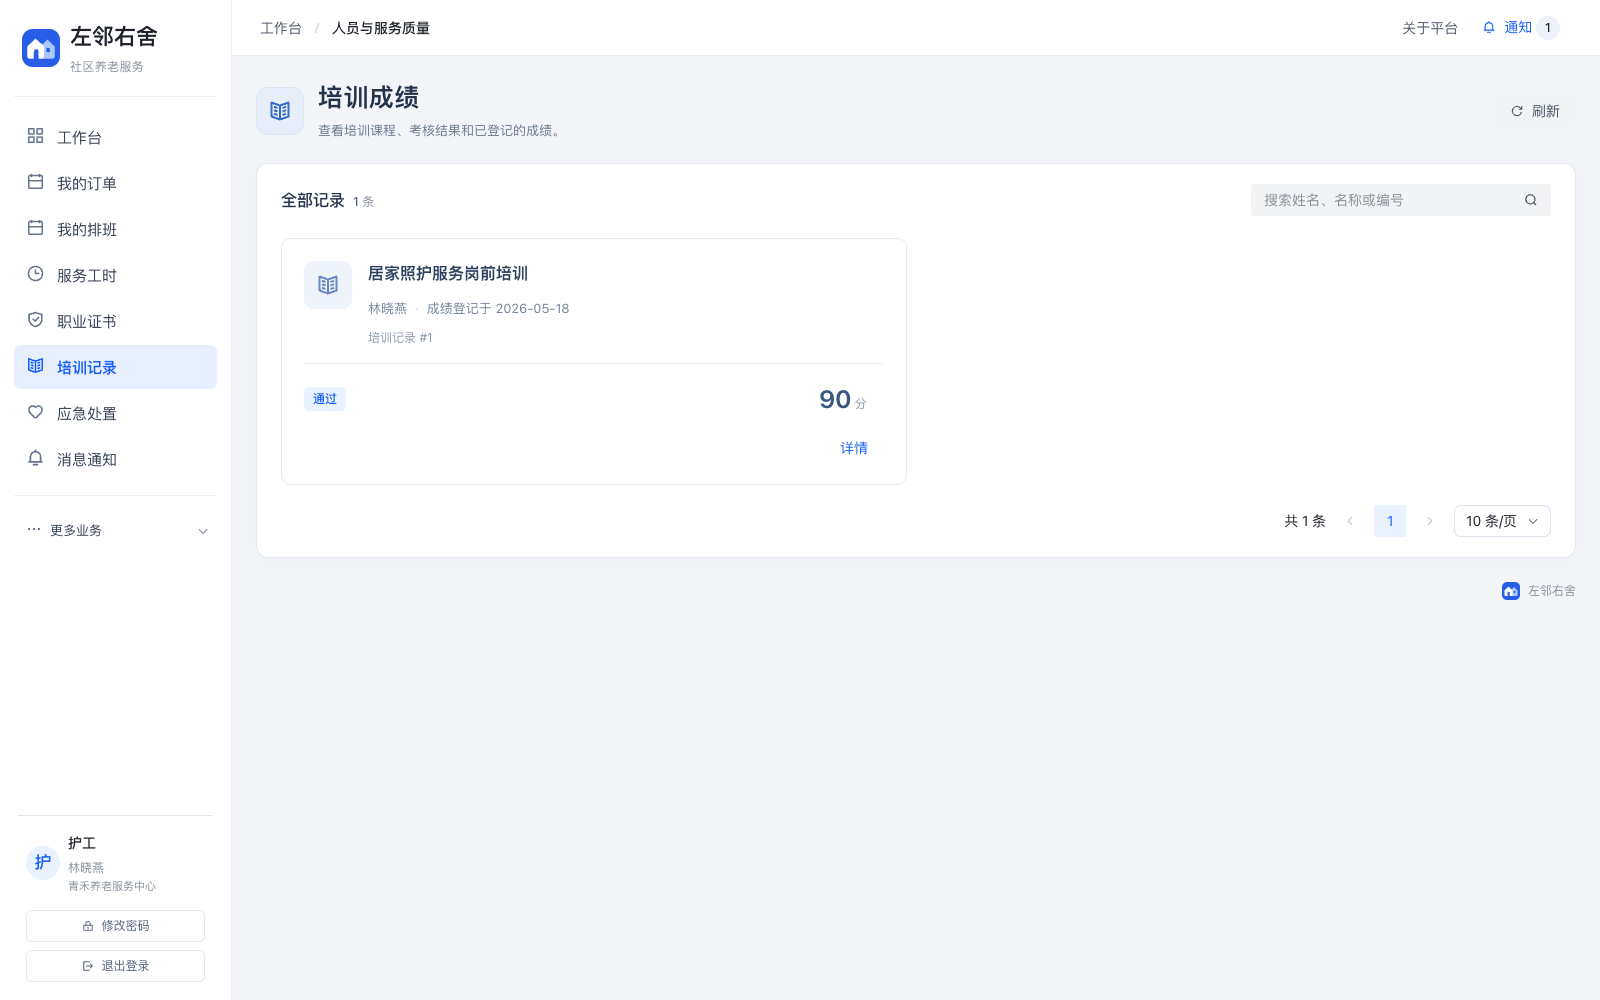 左邻右舍
社区养老服务
工作台
我的订单
我的排班
服务工时
职业证书
培训记录
应急处置
消息通知
更多业务
护
护工
林晓燕
青禾养老服务中心
修改密码
退出登录
工作台 / 人员与服务质量
关于平台
通知 1
培训成绩
查看培训课程、考核结果和已登记的成绩。
刷新
全部记录 1 条
搜索姓名、名称或编号
居家照护服务岗前培训
林晓燕 · 成绩登记于 2026-05-18
培训记录 #1
通过
90 分
详情
共 1 条
1
10 条/页
左邻右舍